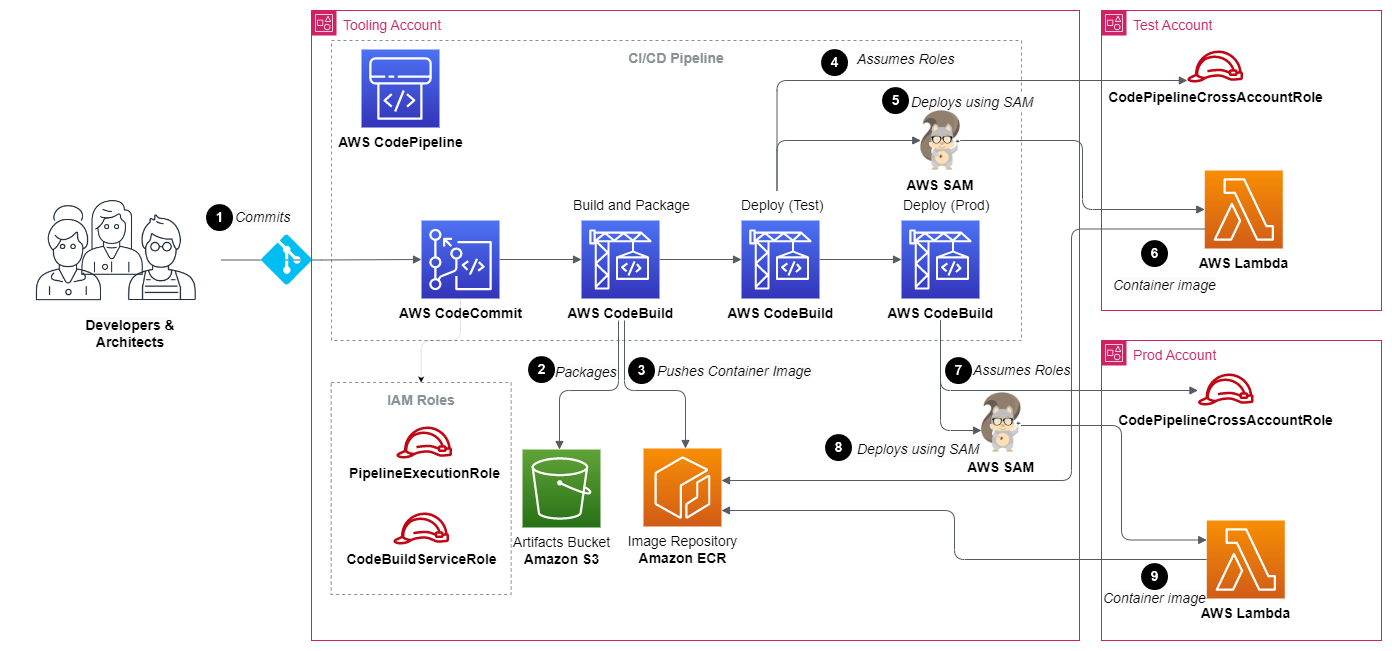 Tooling Account
Test Account
CI/CD Pipeline
4
Assumes Roles
CodePipelineCrossAccountRole
5
Deploys using SAM
AWS CodePipeline
AWS SAM
1
Commits
Build and Package
Deploy (Test)
Deploy (Prod)
6
AWS Lambda
Container image
Developers &
Architects
AWS CodeCommit
AWS CodeBuild
AWS CodeBuild
AWS CodeBuild
Prod Account
2
Packages
3
Pushes Container Image
7
Assumes Roles
CodePipelineCrossAccountRole
IAM Roles
8
Deploys using SAM
AWS SAM
PipelineExecutionRole
Artifacts Bucket
Amazon S3
Image Repository
Amazon ECR
CodeBuildServiceRole
9
Container image
AWS Lambda